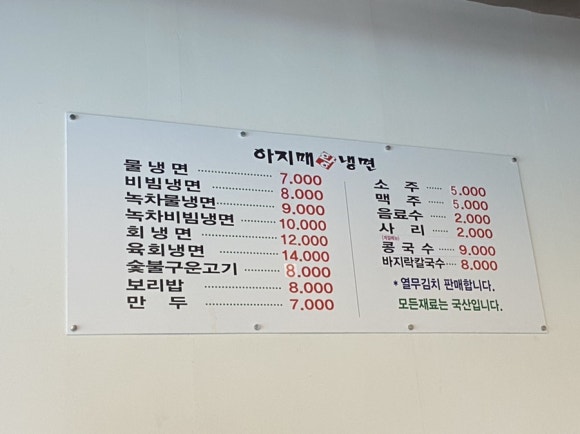 하지매 냉면
물 냉 면 ········ 7.000
비빔냉면 ········ 8.000
녹차물냉면 ········ 9.000
녹차비빔냉면 ········ 10.000
회 냉 면 ········ 12.000
육회냉면 ········ 14.000
숯불구운고기 ········ 8.000
보리밥 ········ 8.000
만 두 ········ 7.000
소 주 ····· 5.000
맥 주 ····· 5.000
음료수 ····· 2.000
사 리 ····· 2.000
콩 국 수 ···· 9.000
바지락칼국수 ···· 8.000
* 열무김치 판매합니다.
모든재료는 국산입니다.